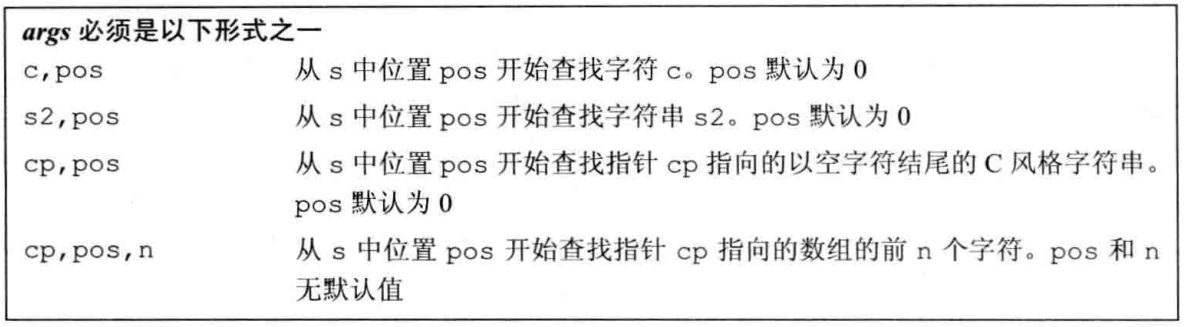 args 必须是以下形式之一
c,pos 从 s 中位置 pos 开始查找字符 c。pos 默认为 0
s2,pos 从 s 中位置 pos 开始查找字符串 s2。pos 默认为 0
cp,pos 从 s 中位置 pos 开始查找指针 cp 指向的以空字符结尾的 C 风格字符串。
pos 默认为 0
cp,pos,n 从 s 中位置 pos 开始查找指针 cp 指向的数组的前 n 个字符。pos 和 n
无默认值